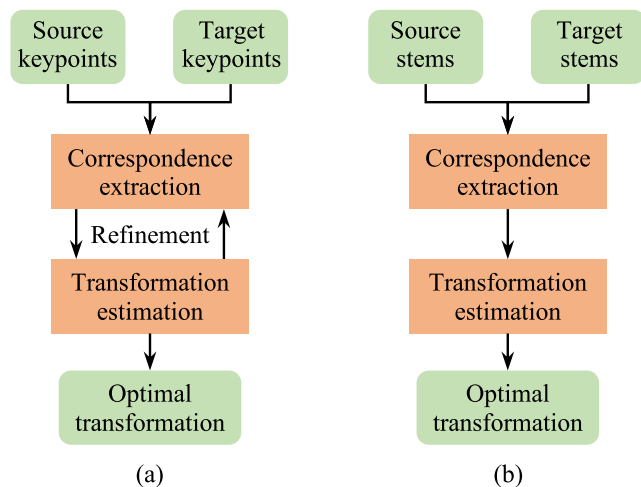 Source
keypoints
Target
keypoints
Correspondence
extraction
Refinement
Transformation
estimation
Optimal
transformation
(a)
Source
stems
Target
stems
Correspondence
extraction
Transformation
estimation
Optimal
transformation
(b)